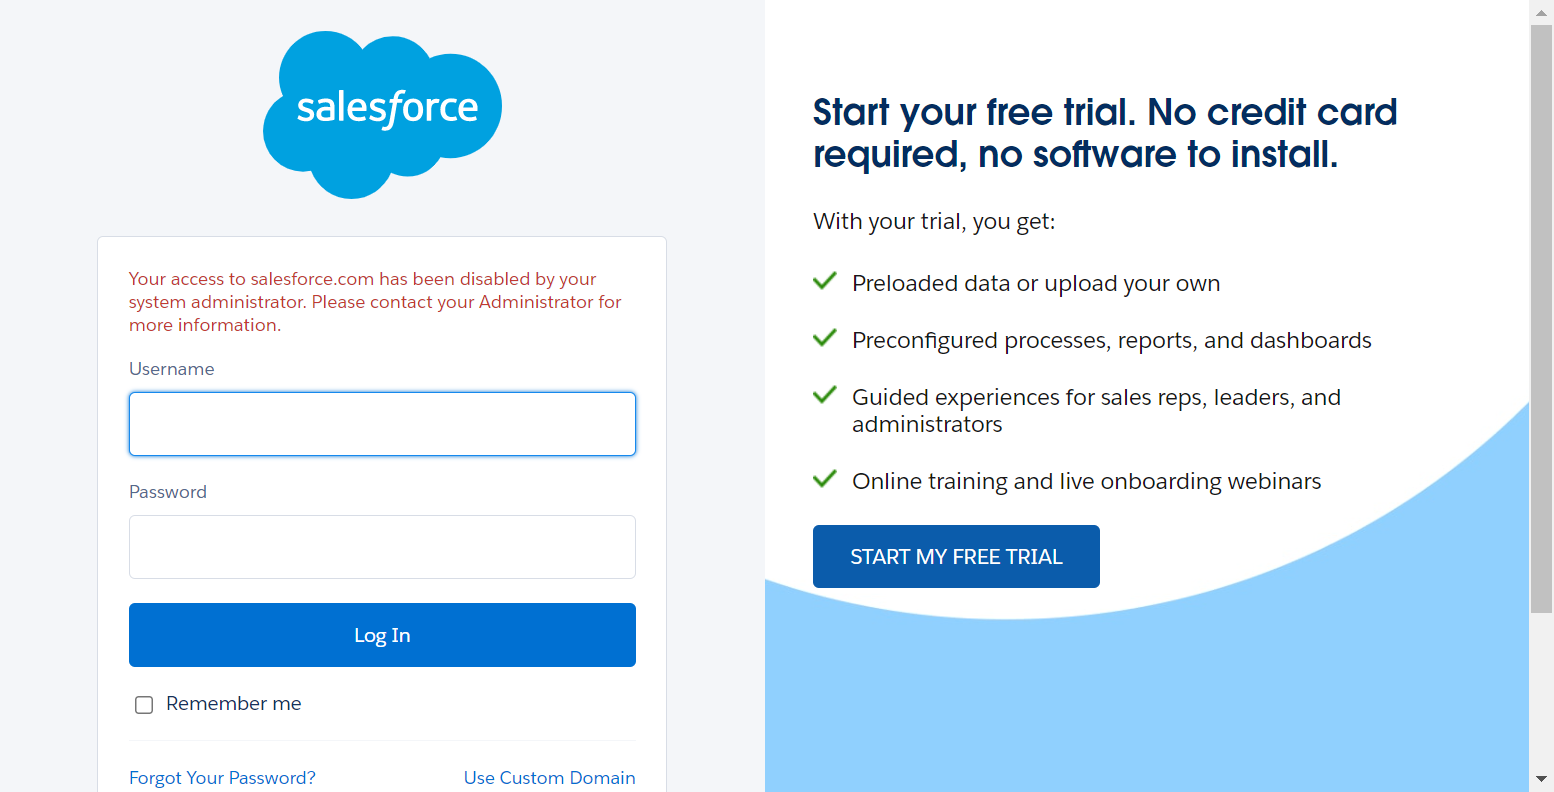 salesforce
Your access to salesforce.com has been disabled by your
system administrator. Please contact your Administrator for
more information.
Username
Password
Log In
Remember me
Forgot Your Password?
Use Custom Domain
Start your free trial. No credit card
required, no software to install.
With your trial, you get:
Preloaded data or upload your own
Preconfigured processes, reports, and dashboards
Guided experiences for sales reps, leaders, and
administrators
Online training and live onboarding webinars
START MY FREE TRIAL